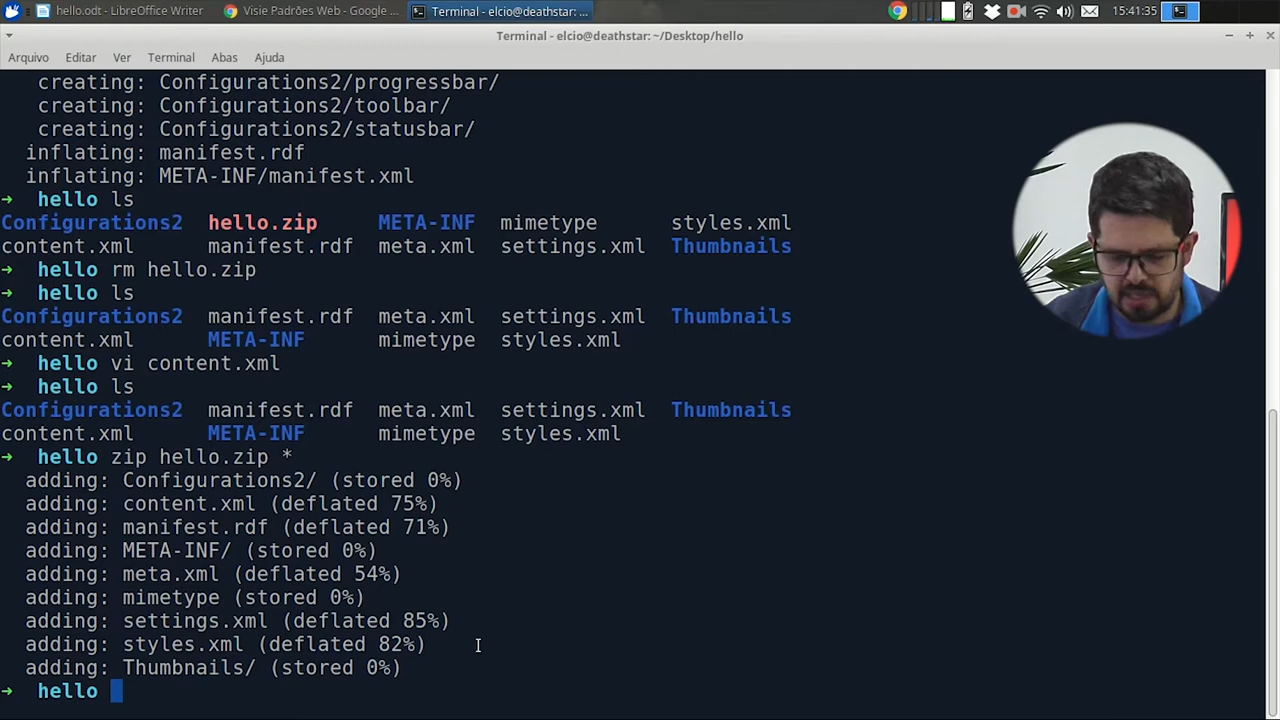 hello.odt - LibreOffice Writer
Visie Padrões Web - Google ...
Terminal - elcio@deathstar: ...
15:41:35
Terminal - elcio@deathstar: ~/Desktop/hello
Arquivo Editar Ver Terminal Abas Ajuda
creating: Configurations2/progressbar/
creating: Configurations2/toolbar/
creating: Configurations2/statusbar/
inflating: manifest.rdf
inflating: META-INF/manifest.xml
➜ hello ls
Configurations2 hello.zip META-INF mimetype styles.xml
content.xml manifest.rdf meta.xml settings.xml Thumbnails
➜ hello rm hello.zip
➜ hello ls
Configurations2 manifest.rdf meta.xml settings.xml Thumbnails
content.xml META-INF mimetype styles.xml
➜ hello vi content.xml
➜ hello ls
Configurations2 manifest.rdf meta.xml settings.xml Thumbnails
content.xml META-INF mimetype styles.xml
➜ hello zip hello.zip *
adding: Configurations2/ (stored 0%)
adding: content.xml (deflated 75%)
adding: manifest.rdf (deflated 71%)
adding: META-INF/ (stored 0%)
adding: meta.xml (deflated 54%)
adding: mimetype (stored 0%)
adding: settings.xml (deflated 85%)
adding: styles.xml (deflated 82%)
adding: Thumbnails/ (stored 0%)
➜ hello